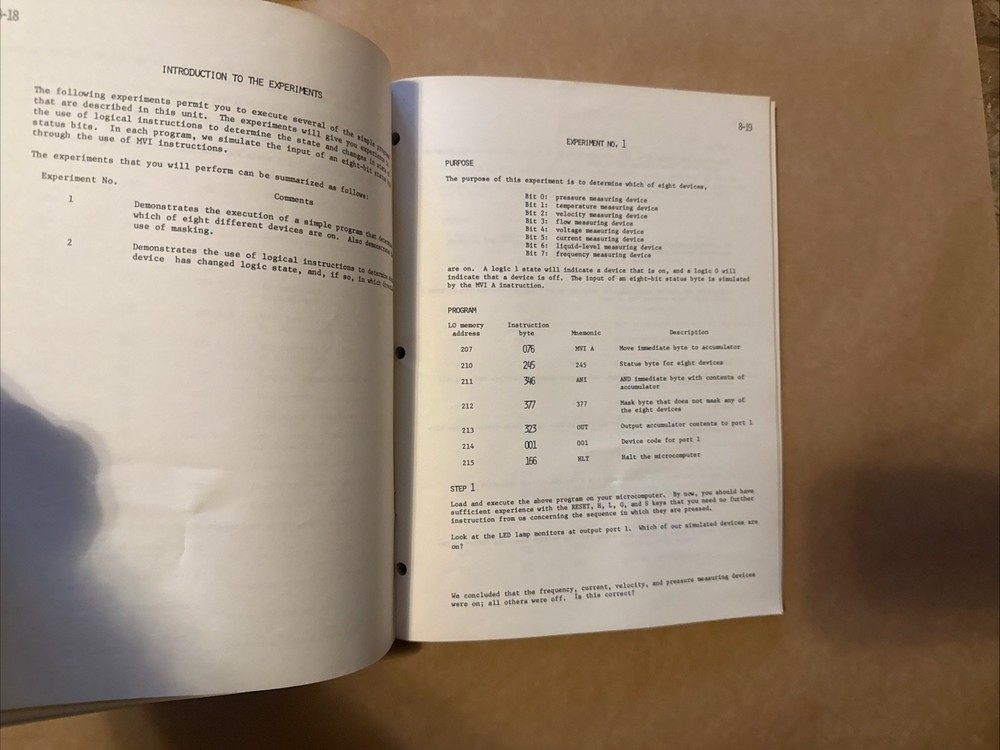 8-18
INTRODUCTION TO THE EXPERIMENTS
The following experiments permit you to execute several of the simple
that are described in this unit. The experiments will give you experience in
the use of logical instructions to determine the state and changes in state of
status bits. In each program, we simulate the input of an eight-bit status
through the use of MVI instructions.
The experiments that you will perform can be summarized as follows:
Experiment No.
Comments
1
Demonstrates the execution of a simple program that
which of eight different devices are on. Also
use of masking.
2
Demonstrates the use of logical instructions to
device has changed logic state, and, if so, in which
8-19
EXPERIMENT NO. 1
PURPOSE
The purpose of this experiment is to determine which of eight devices,
Bit 0: pressure measuring device
Bit 1: temperature measuring device
Bit 2: velocity measuring device
Bit 3: flow measuring device
Bit 4: voltage measuring device
Bit 5: current measuring device
Bit 6: liquid-level measuring device
Bit 7: frequency measuring device
are on. A logic 1 state will indicate a device that is on, and a logic 0 will
indicate that a device is off. The input of an eight-bit status byte is simulated
by the MVI A instruction.
PROGRAM
LO memory address Instruction byte Mnemonic Description
207 076 MVI A Move immediate byte to accumulator
210 245 245 Status byte for eight devices
211 346 ANI AND immediate byte with contents of
accumulator
212 377 377 Mask byte that does not mask any of
the eight devices
213 323 OUT Output accumulator contents to port 1
214 001 001 Device code for port 1
215 166 HLT Halt the microcomputer
STEP 1
Load and execute the above program on your microcomputer. By now, you should have
sufficient experience with the RESET, H, L, G, and S keys that you need no further
instruction from us concerning the sequence in which they are pressed.
Look at the LED lamp monitors at output port 1. Which of our simulated devices are
on?
We concluded that the frequency, current, velocity, and pressure measuring devices
were on; all others were off. Is this correct?